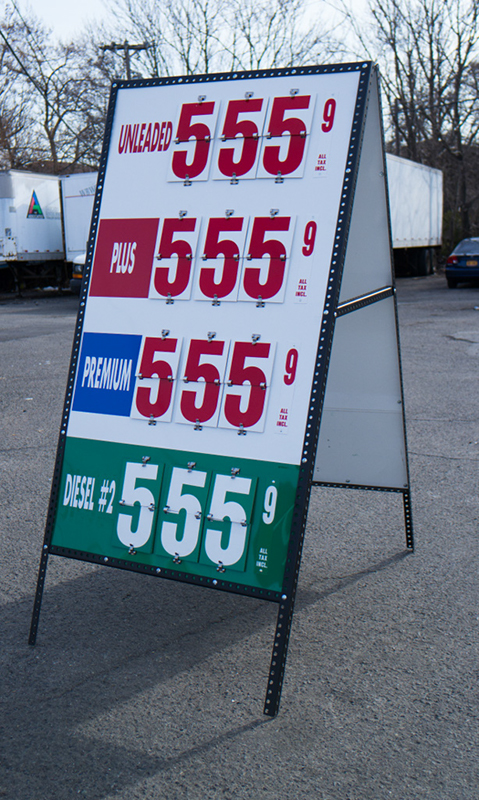 UNLEADED 555 9
ALL
TAX
INCL.
PLUS 555 9
ALL
TAX
INCL.
PREMIUM 555 9
ALL
TAX
INCL.
DIESEL #2 555 9
ALL
TAX
INCL.